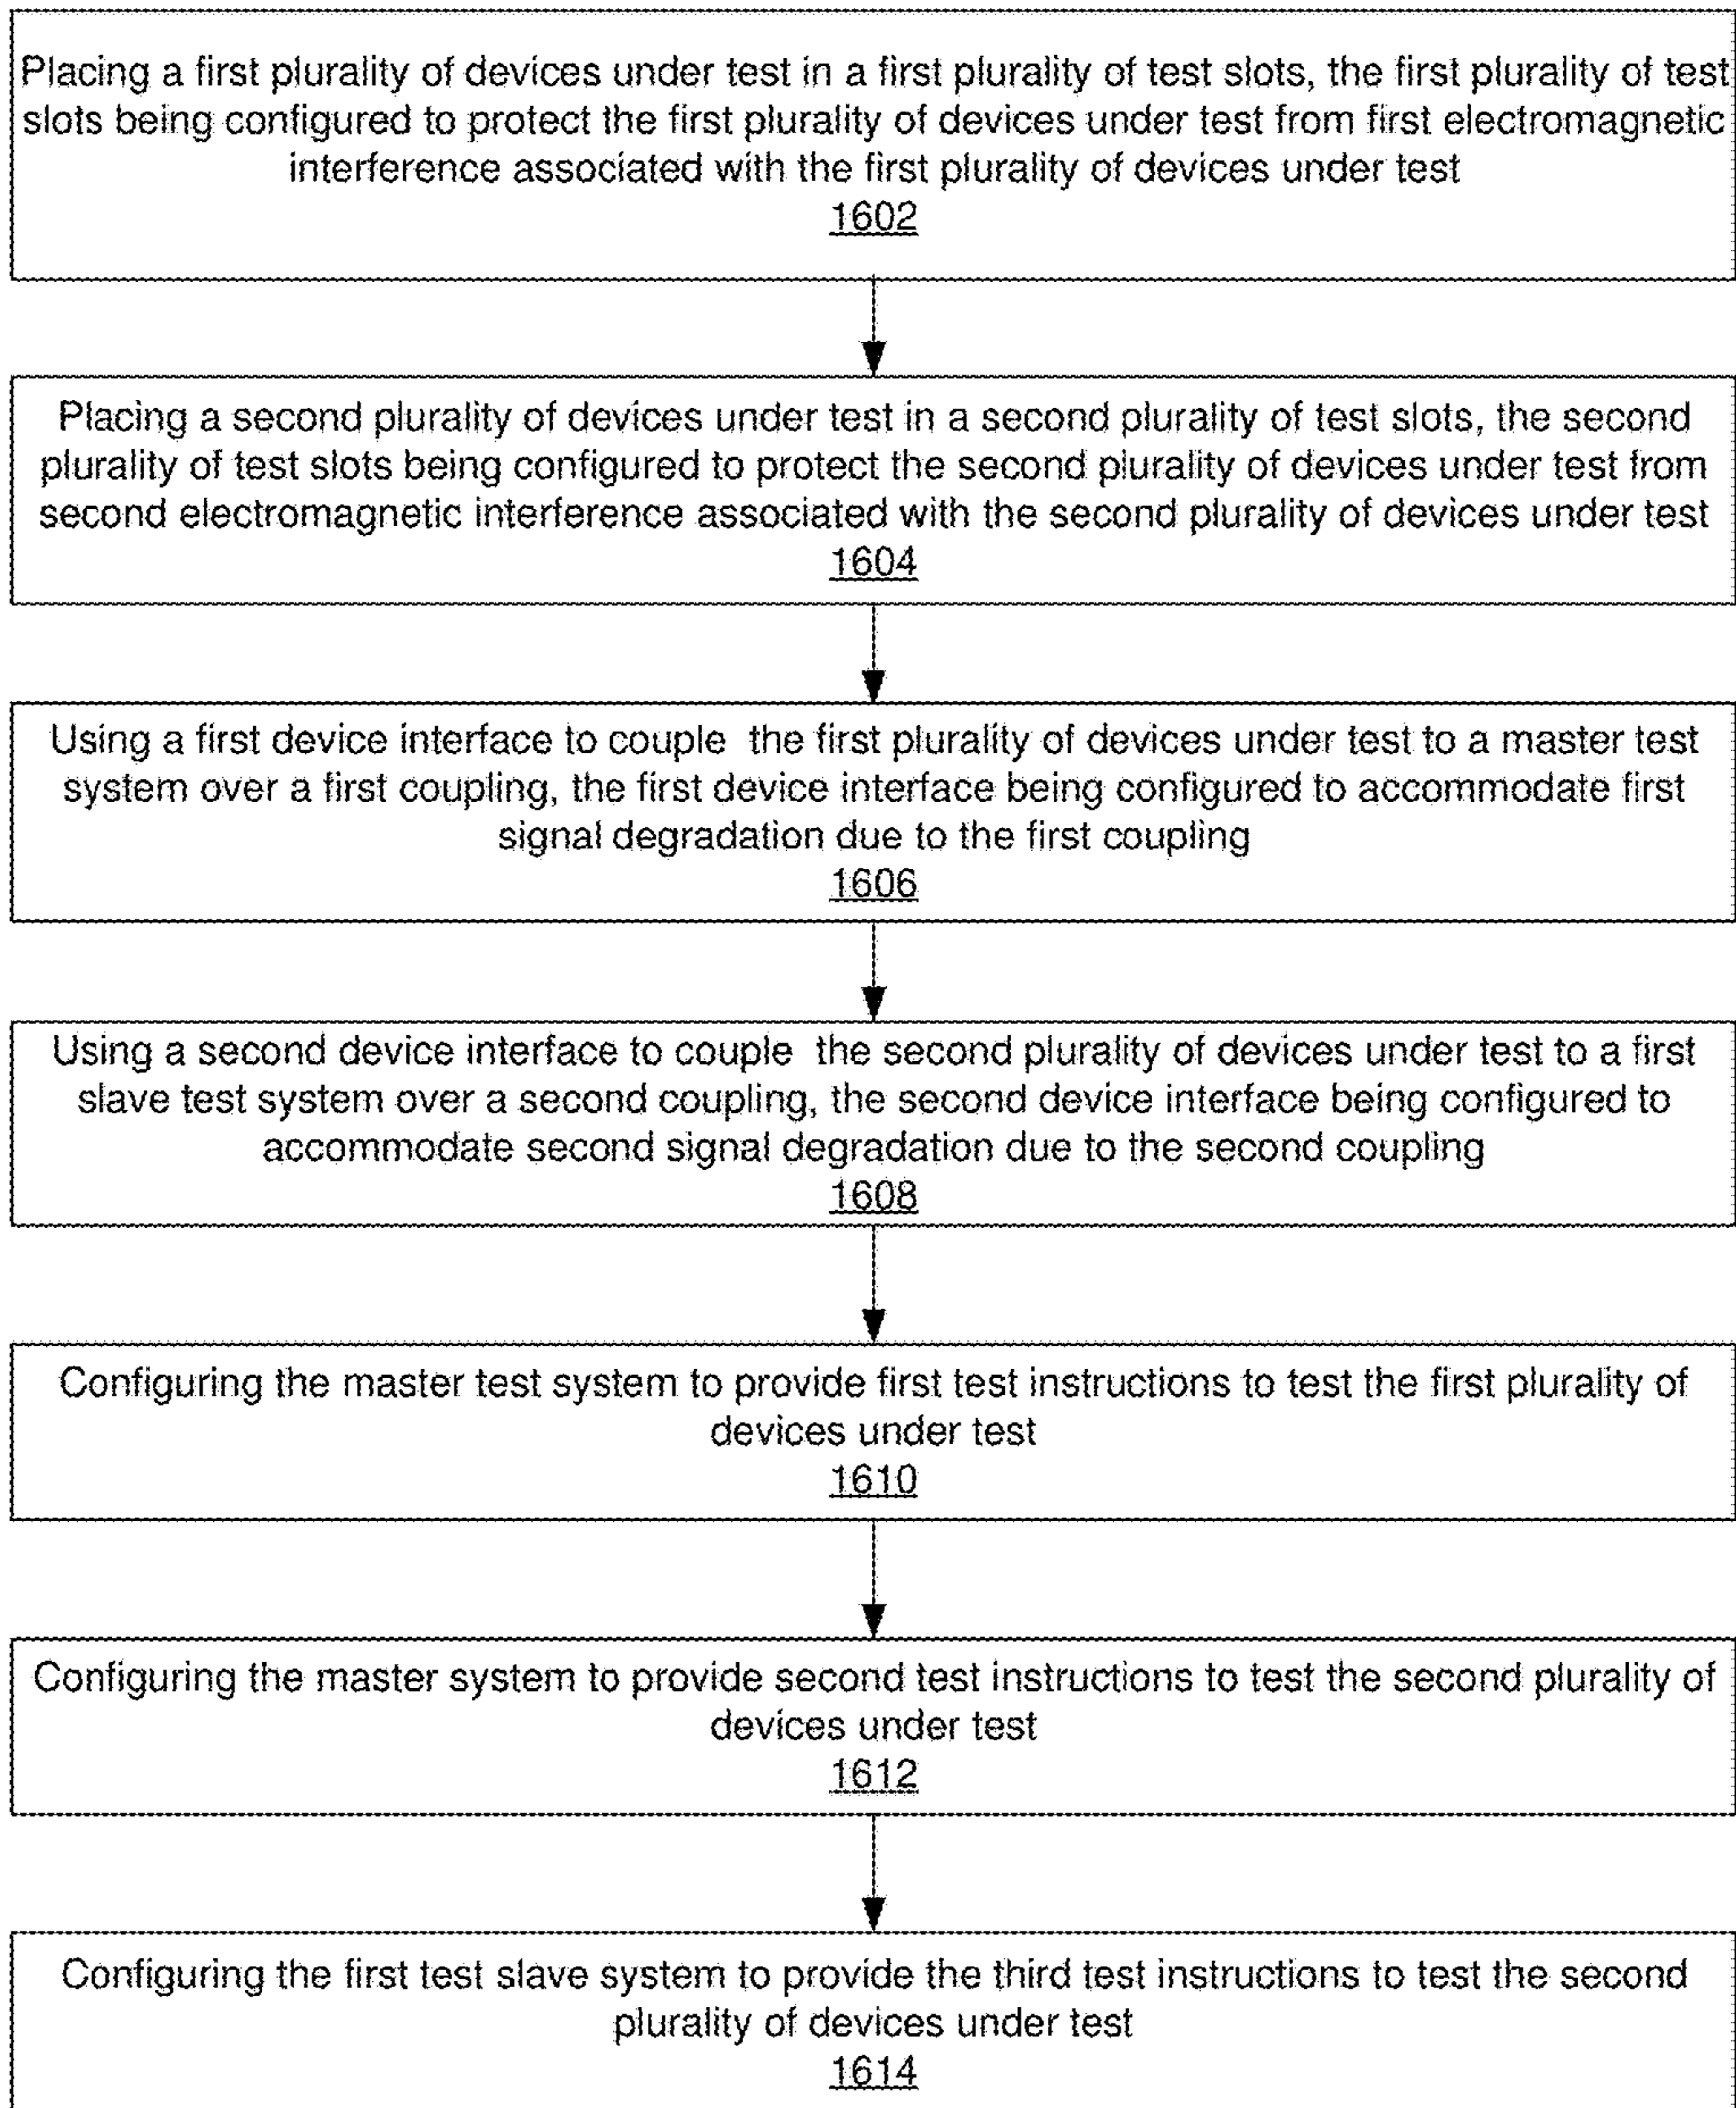 Placing a first plurality of devices under test in a first plurality of test slots, the first plurality of test
slots being configured to protect the first plurality of devices under test from first electromagnetic
interference associated with the first plurality of devices under test
1602
Placing a second plurality of devices under test in a second plurality of test slots, the second
plurality of test slots being configured to protect the second plurality of devices under test from
second electromagnetic interference associated with the second plurality of devices under test
1604
Using a first device interface to couple the first plurality of devices under test to a master test
system over a first coupling, the first device interface being configured to accommodate first
signal degradation due to the first coupling
1606
Using a second device interface to couple the second plurality of devices under test to a first
slave test system over a second coupling, the second device interface being configured to
accommodate second signal degradation due to the second coupling
1608
Configuring the master test system to provide first test instructions to test the first plurality of
devices under test
1610
Configuring the master system to provide second test instructions to test the second plurality of
devices under test
1612
Configuring the first test slave system to provide the third test instructions to test the second
plurality of devices under test
1614